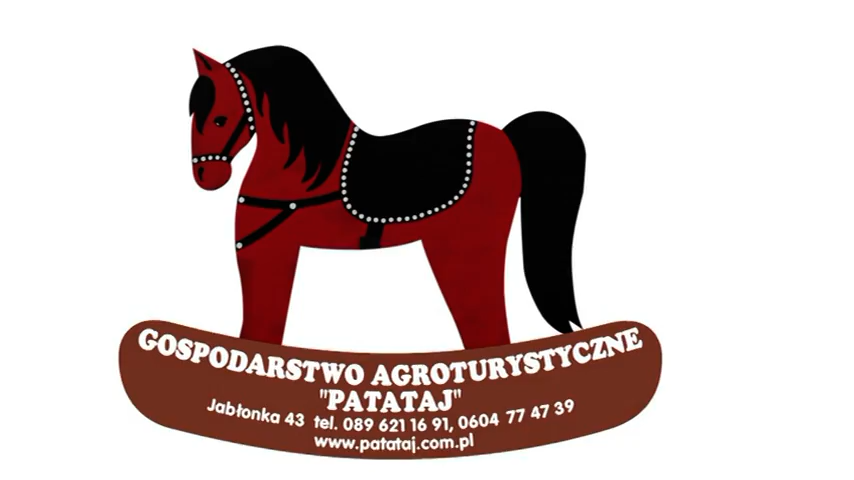 GOSPODARSTWO AGROTURYSTYCZNE
"PATATAJ"
Jabłonka 43 tel. 089 621 16 91, 0604 77 47 39
www.patataj.com.pl